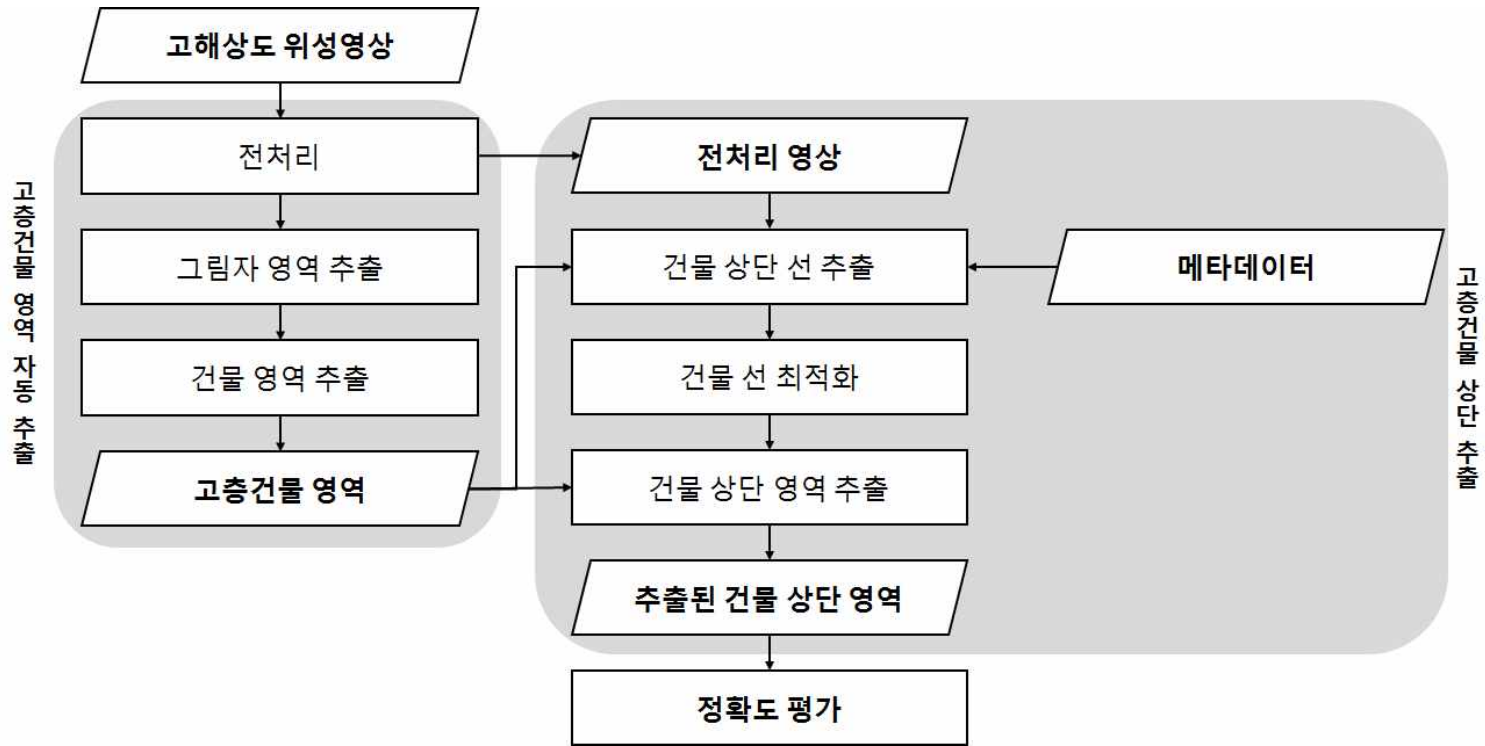 고해상도 위성영상
고층건물 영역 자동 추출
전처리
그림자 영역 추출
건물 영역 추출
고층건물 영역
전처리 영상
건물 상단 선 추출
메타데이터
건물 선 최적화
건물 상단 영역 추출
추출된 건물 상단 영역
고층건물 상단 추출
정확도 평가